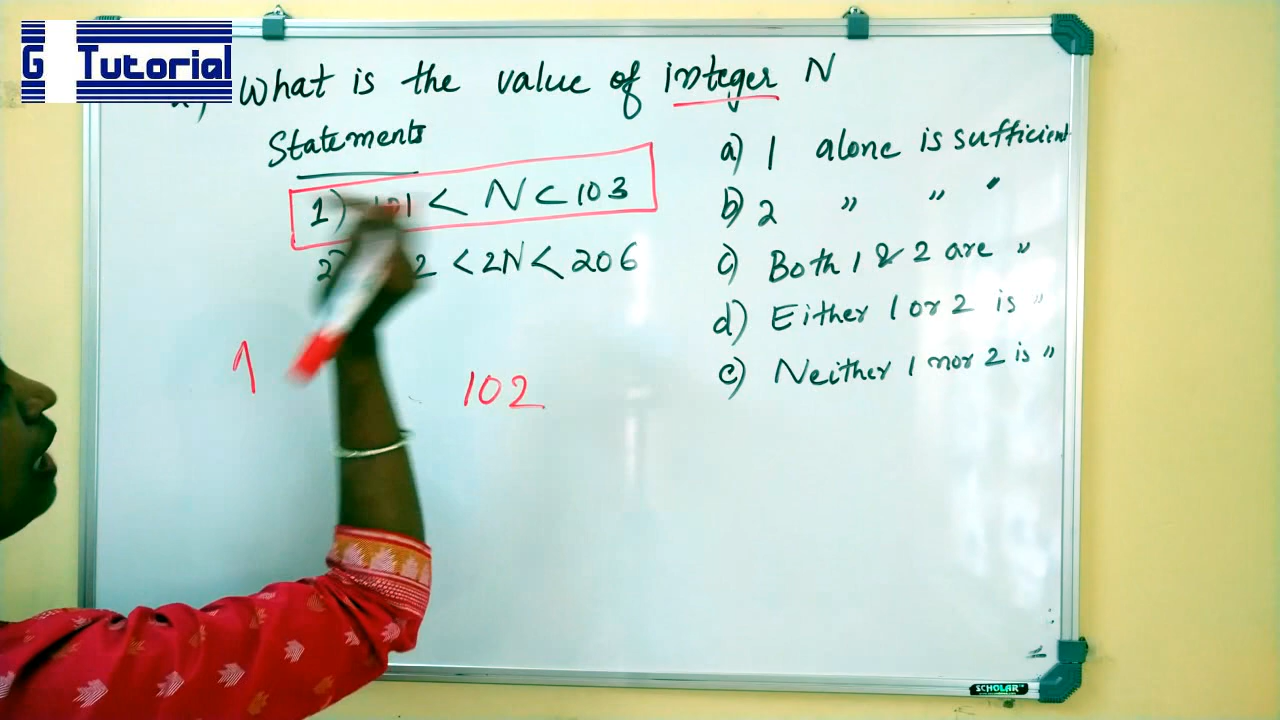 G Tutorial
What is the value of integer N
Statements
1) 101 < N < 103
2) 2 < 2N < 206
1
102
a) 1 alone is sufficient
b) 2 " " "
c) Both 1 & 2 are "
d) Either 1 or 2 is "
e) Neither 1 nor 2 is "
SCHOLAR